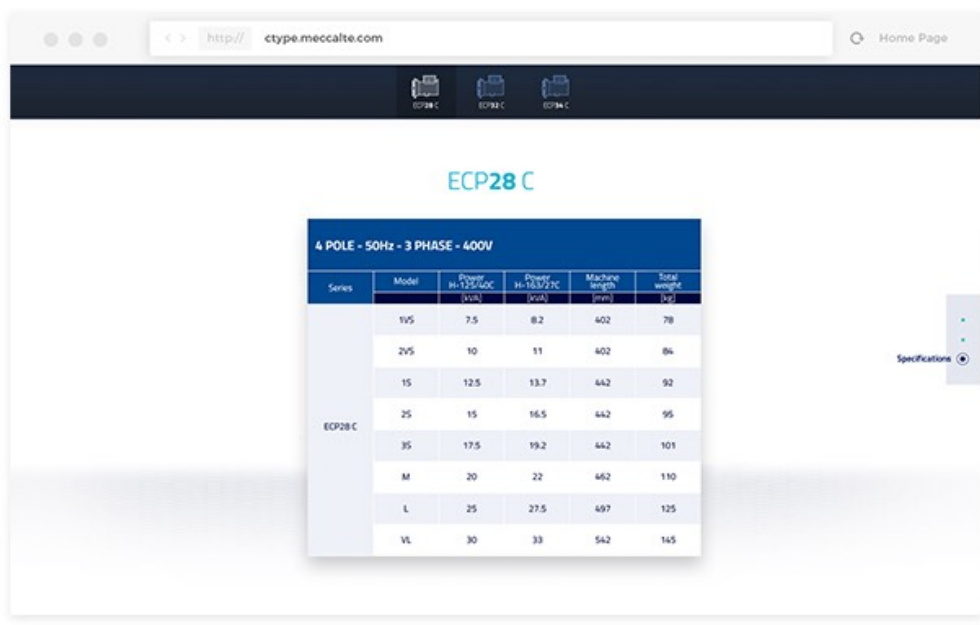 http:// ctype.meccalte.com Home Page
ECP28 C ECP32 C ECP34 C
ECP28 C
4 POLE - 50Hz - 3 PHASE - 400V
Series Model Power H-125/40C Power H-163/27C Machine length Total weight
[kVA] [kVA] [mm] [kg]
1VS 7.5 8.2 402 78
2VS 10 11 402 84
1S 12.5 13.7 442 92
2S 15 16.5 442 95
ECP28 C
3S 17.5 19.2 442 101
M 20 22 462 110
L 25 27.5 497 125
VL 30 33 542 145
Specifications